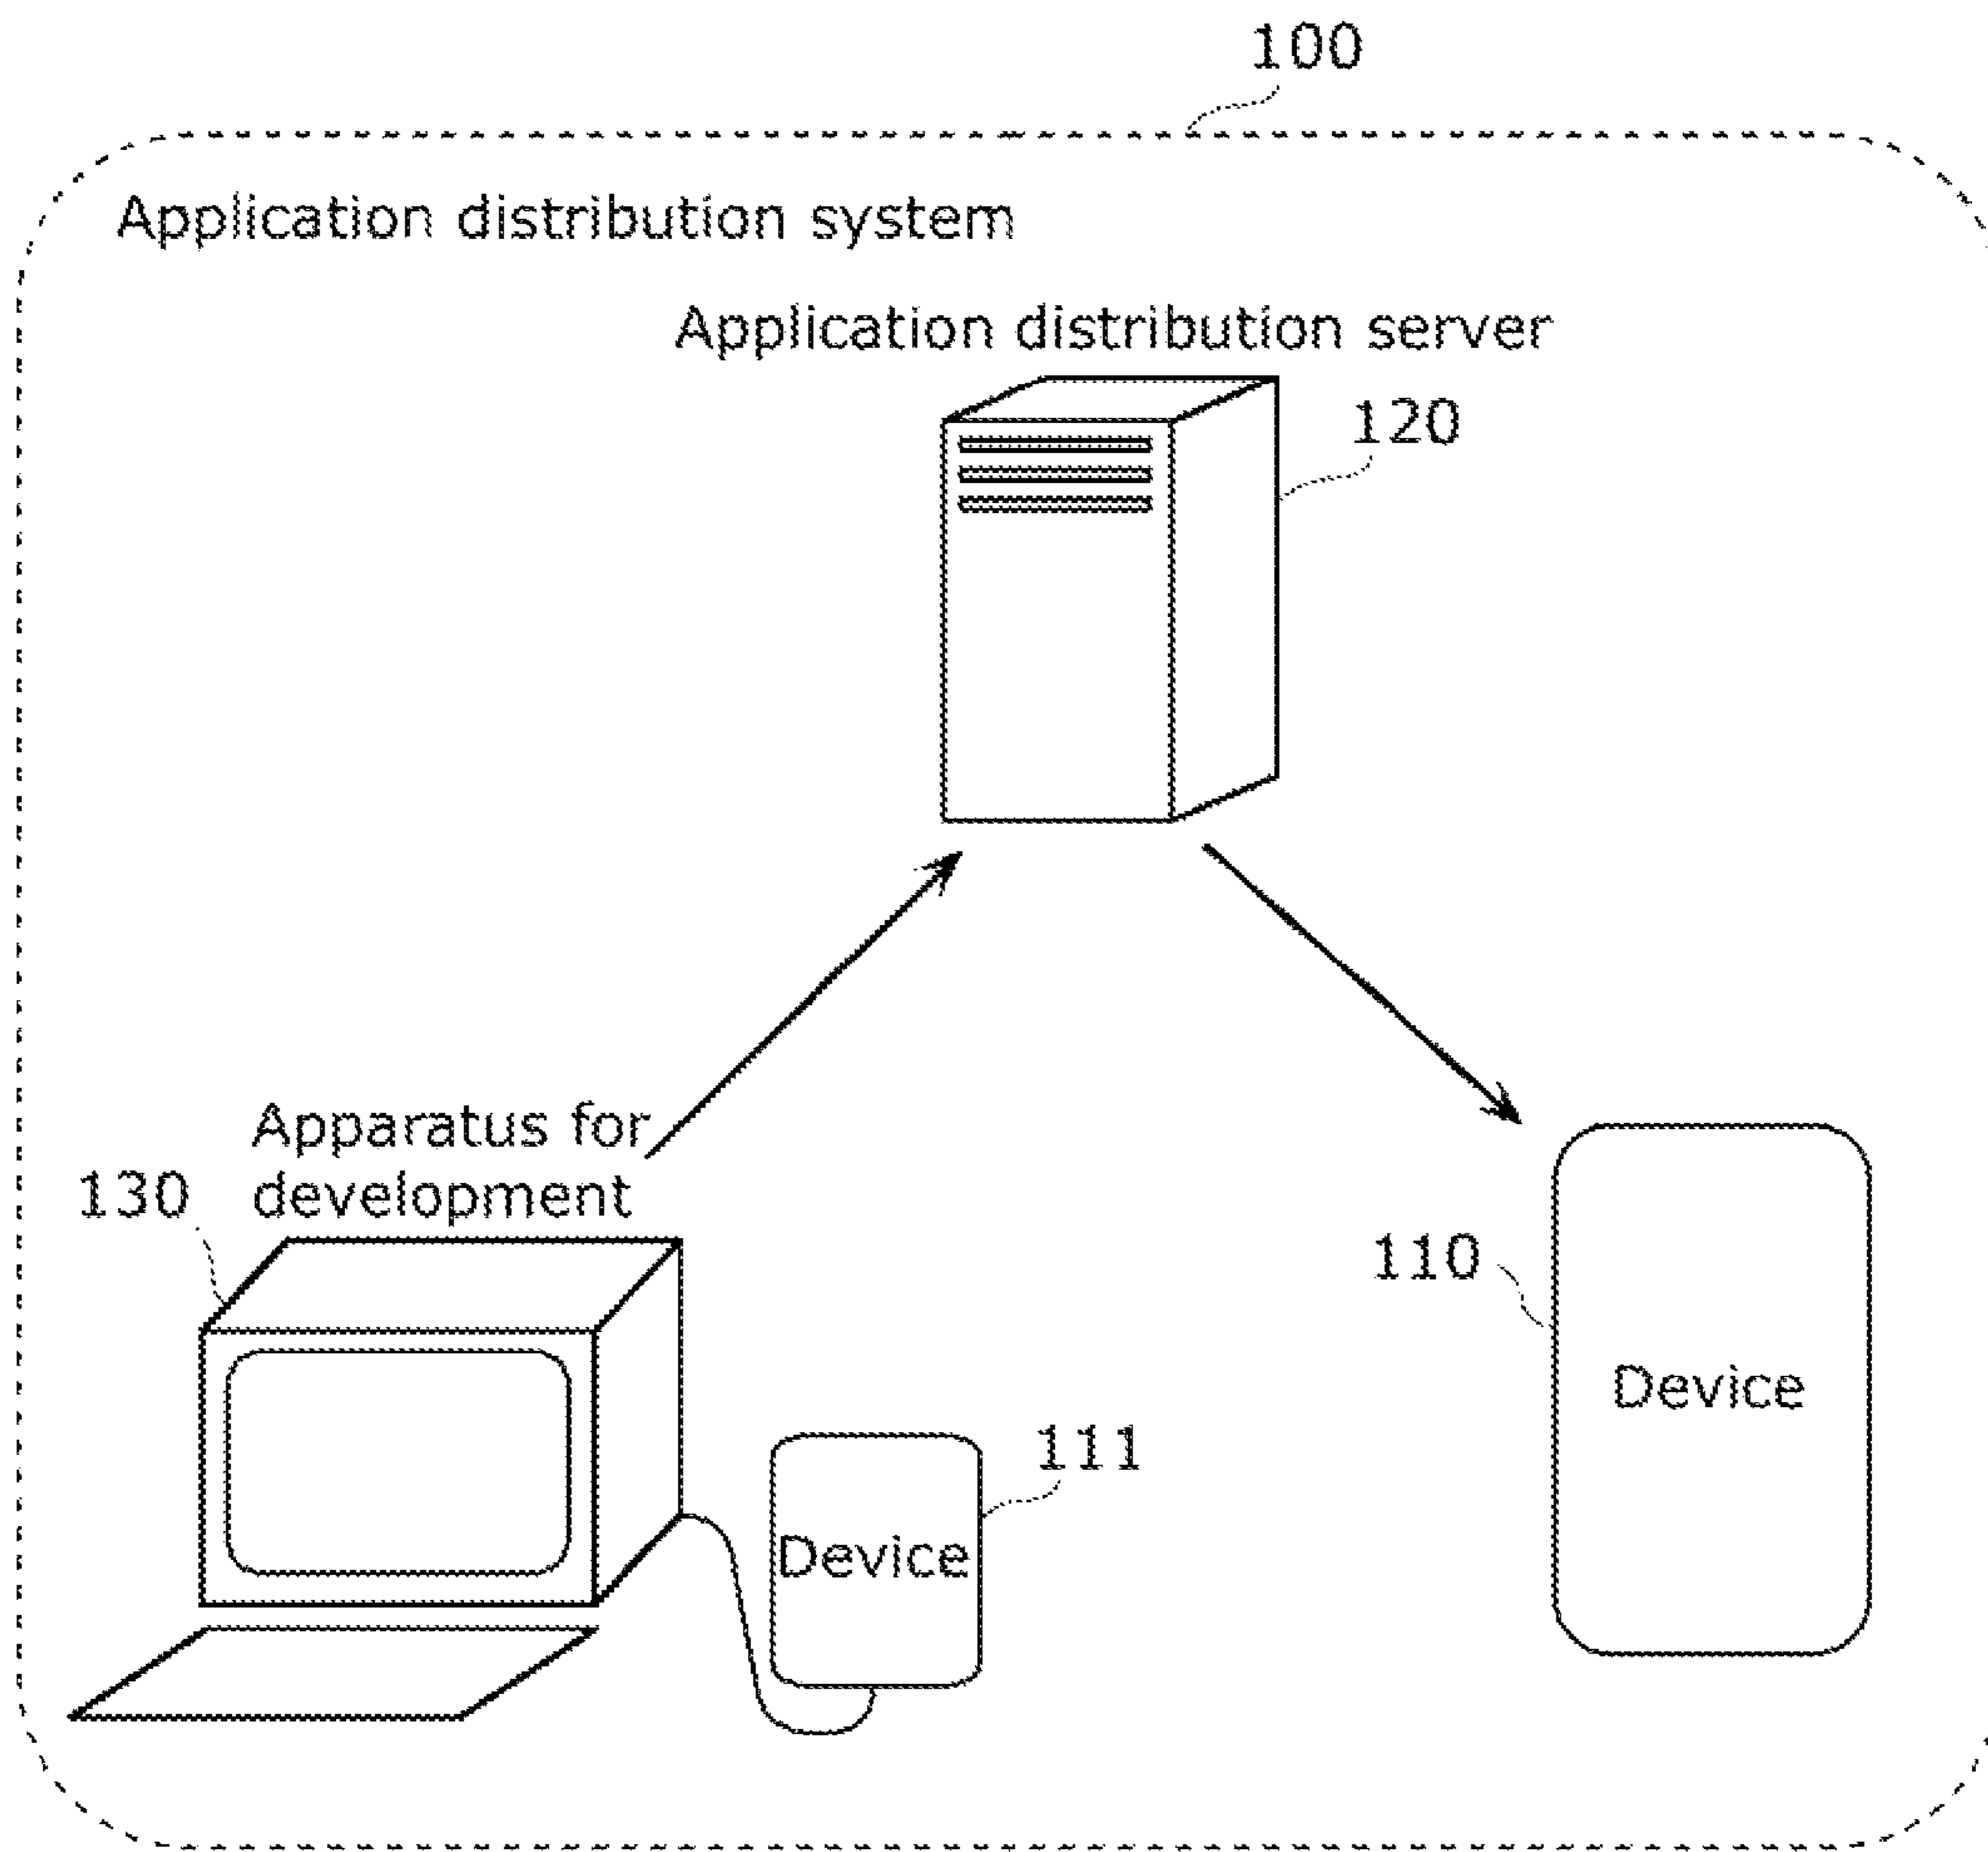 100
Application distribution system
Application distribution server
120
Apparatus for
development
130
110
Device
111
Device